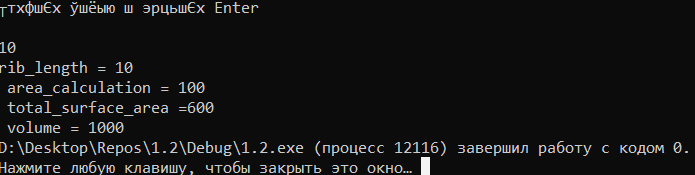 ┬тхфшЄх ўшёыю ш эрцьшЄх Enter
10
rib_length = 10
area_calculation = 100
total_surface_area =600
volume = 1000
D:\Desktop\Repos\1.2\Debug\1.2.exe (процесс 12116) завершил работу с кодом 0.
Нажмите любую клавишу, чтобы закрыть это окно…